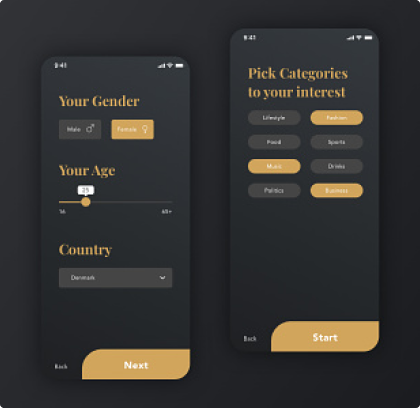 9:41
Your Gender
Male
Female
Your Age
25
16
65+
Country
Denmark
Back
Next
9:41
Pick Categories
to your interest
Lifestyle
Fashion
Food
Sports
Music
Drinks
Politics
Business
Back
Start